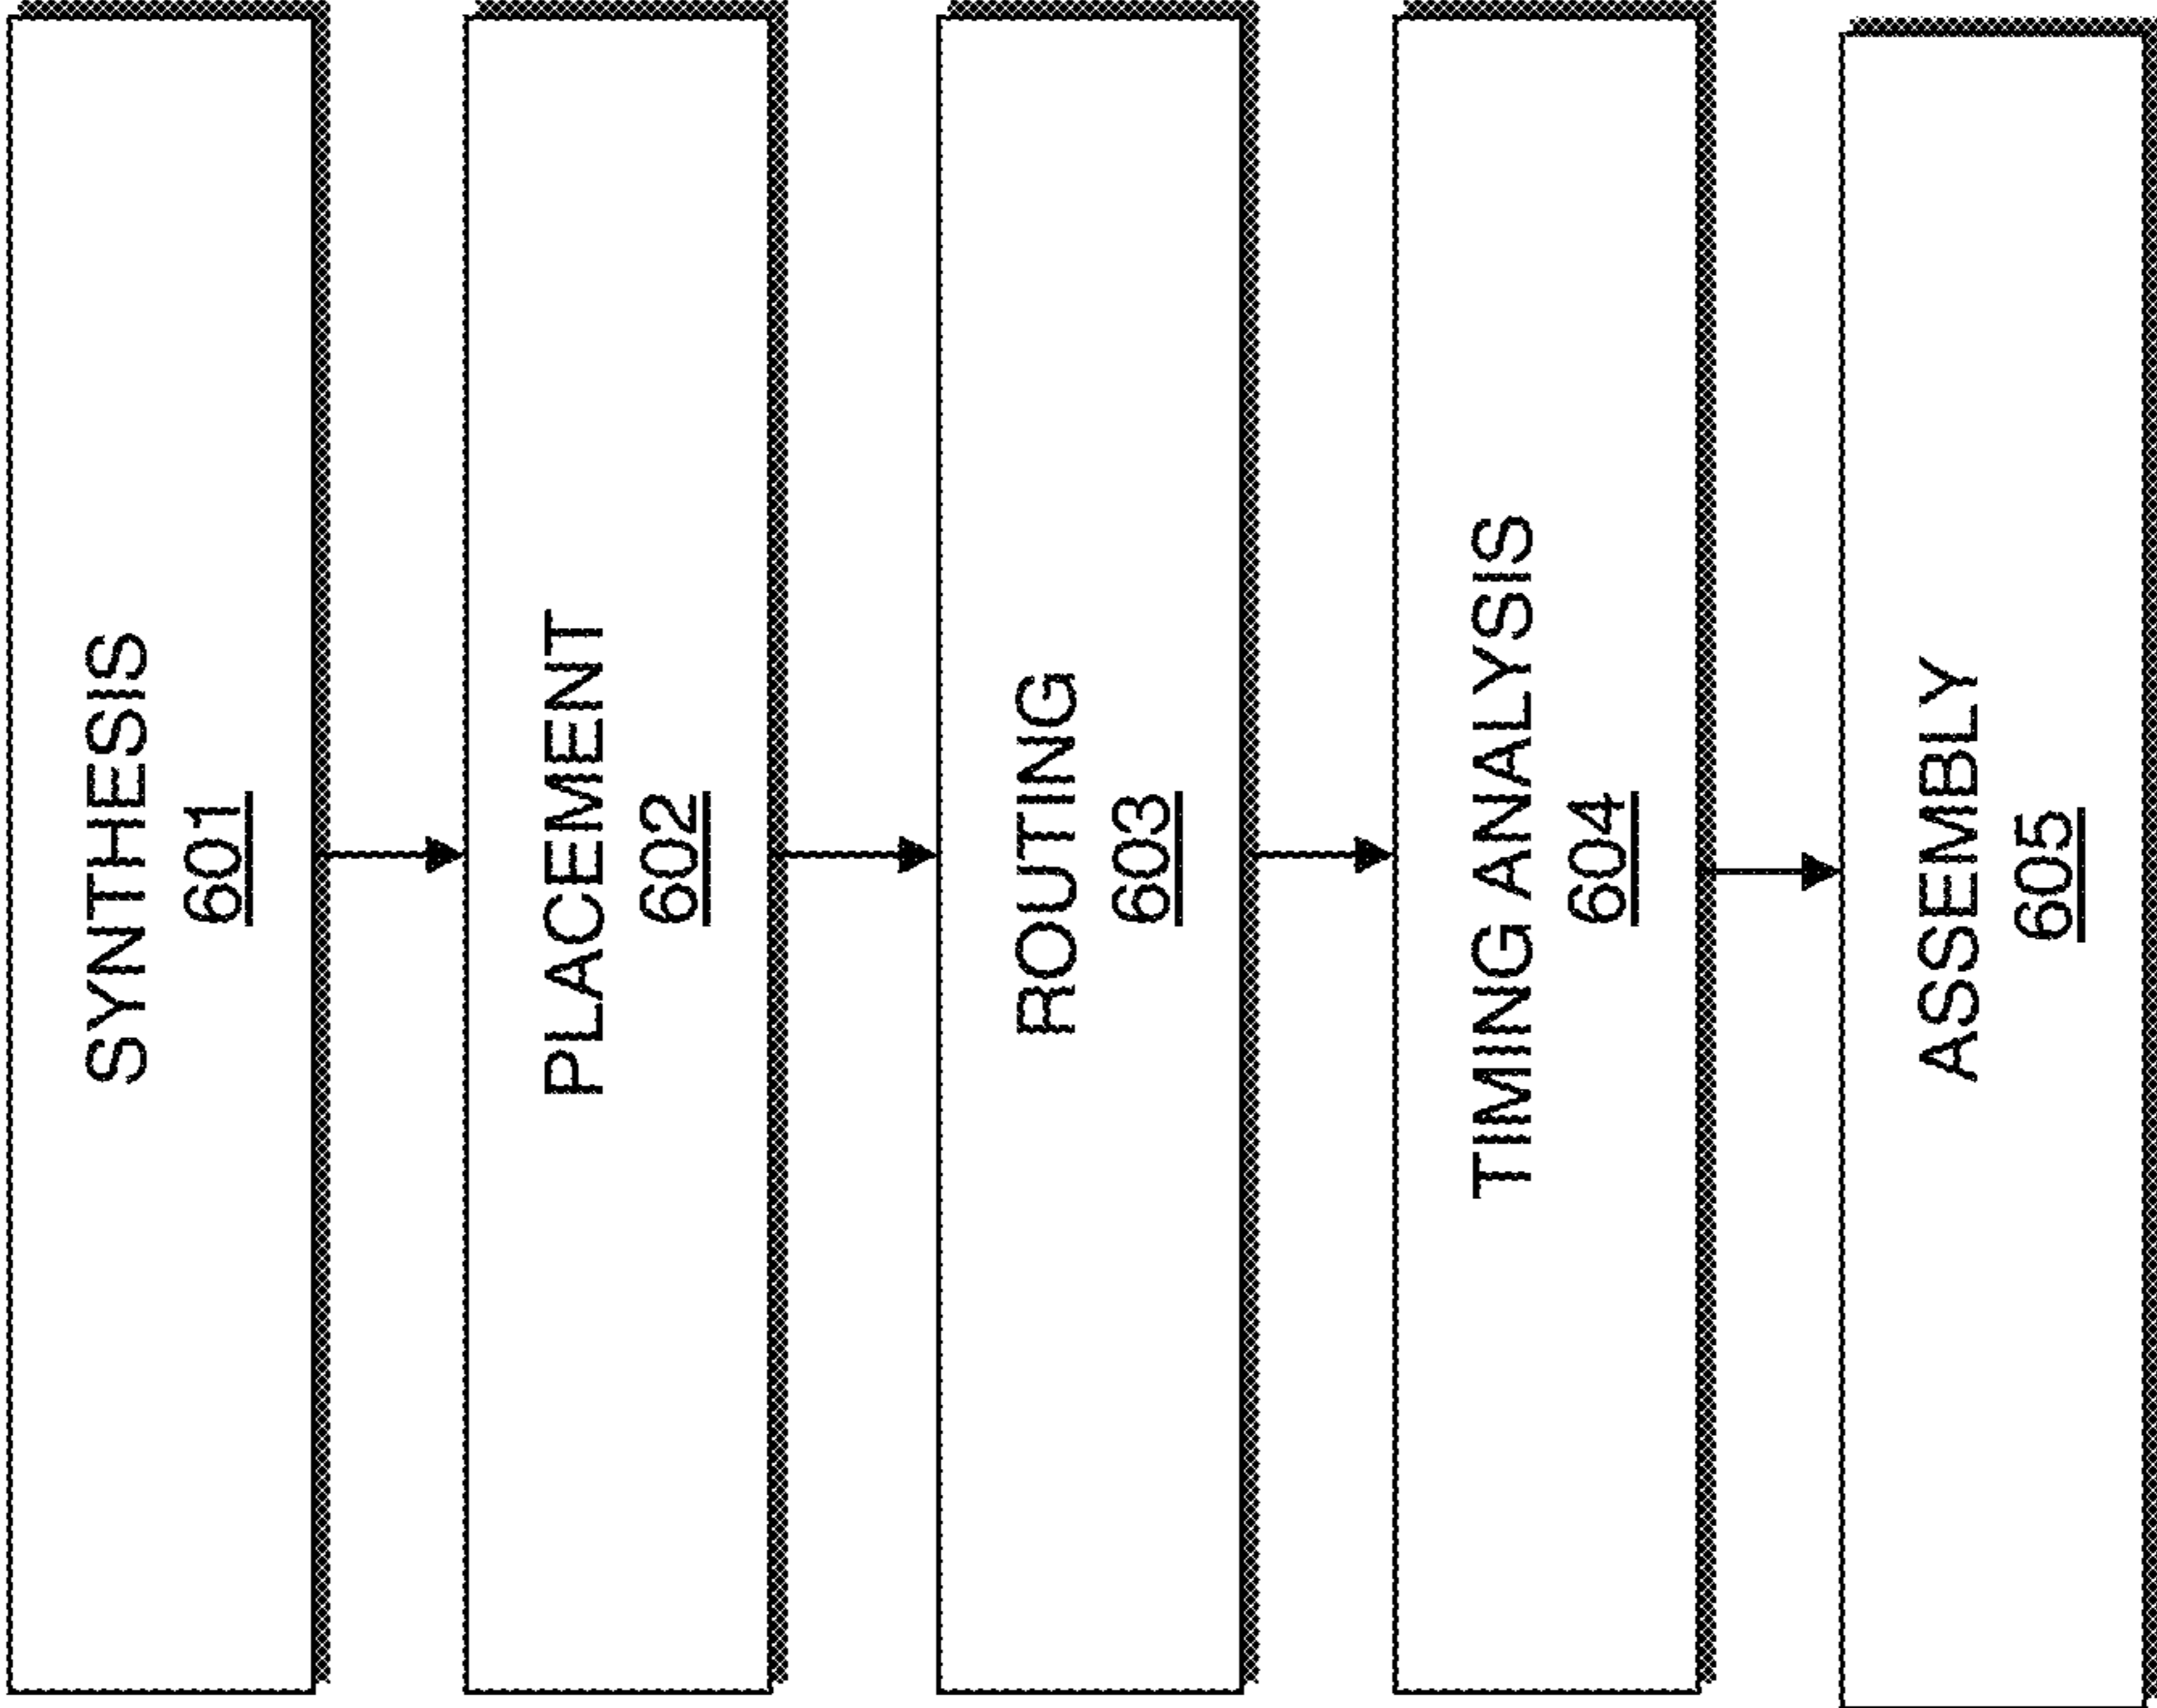 SYNTHESIS
601
PLACEMENT
602
ROUTING
603
TIMING ANALYSIS
604
ASSEMBLY
605